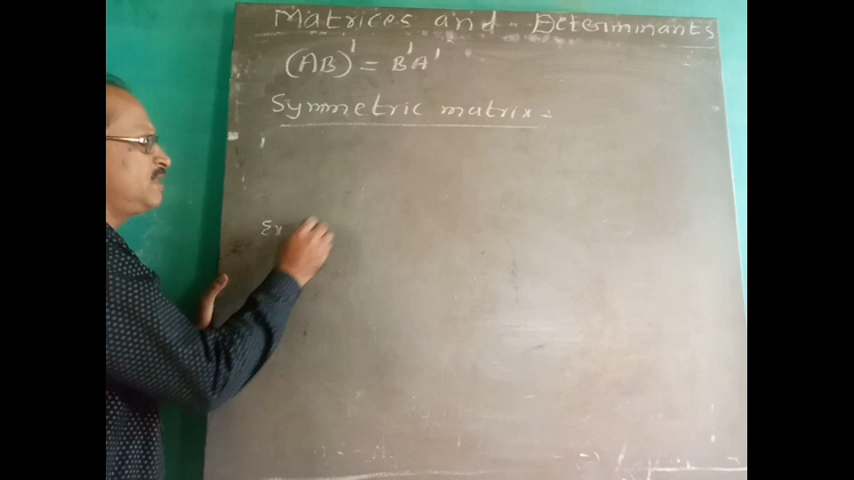 Matrices and Determinants
(AB)' = B'A'
Symmetric matrix :-
Ex